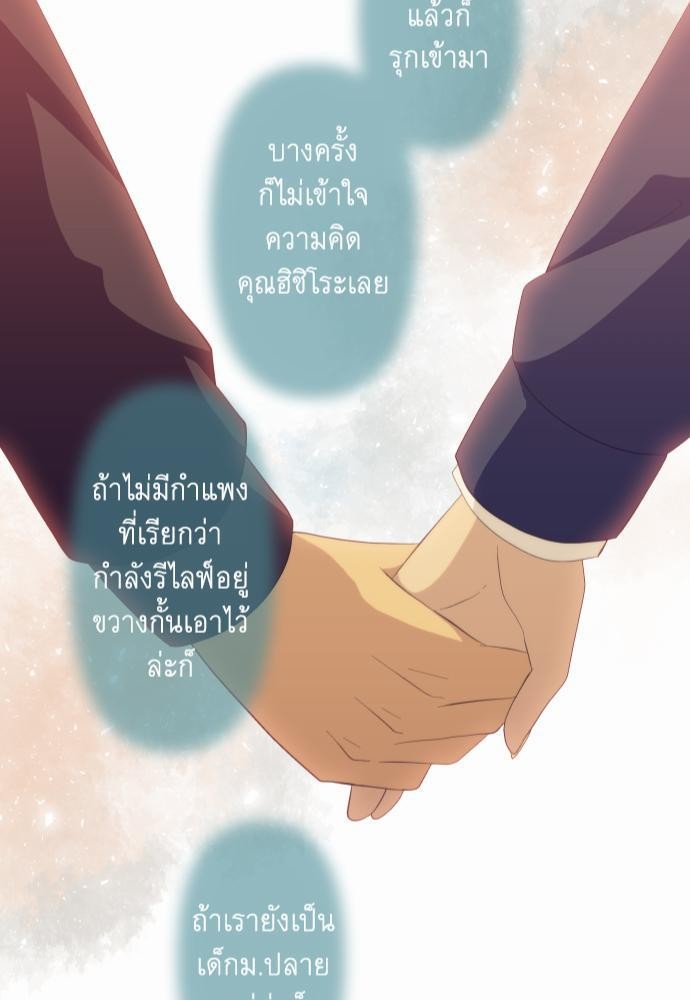 แล้วก็
รุกเข้ามา
บางครั้ง
ก็ไม่เข้าใจ
ความคิด
คุณฮิชิโระเลย
ถ้าไม่มีกำแพง
ที่เรียกว่า
กำลังรีไลฟ์อยู่
ขวางกั้นเอาไว้
ล่ะก็
ถ้าเรายังเป็น
เด็กม.ปลาย